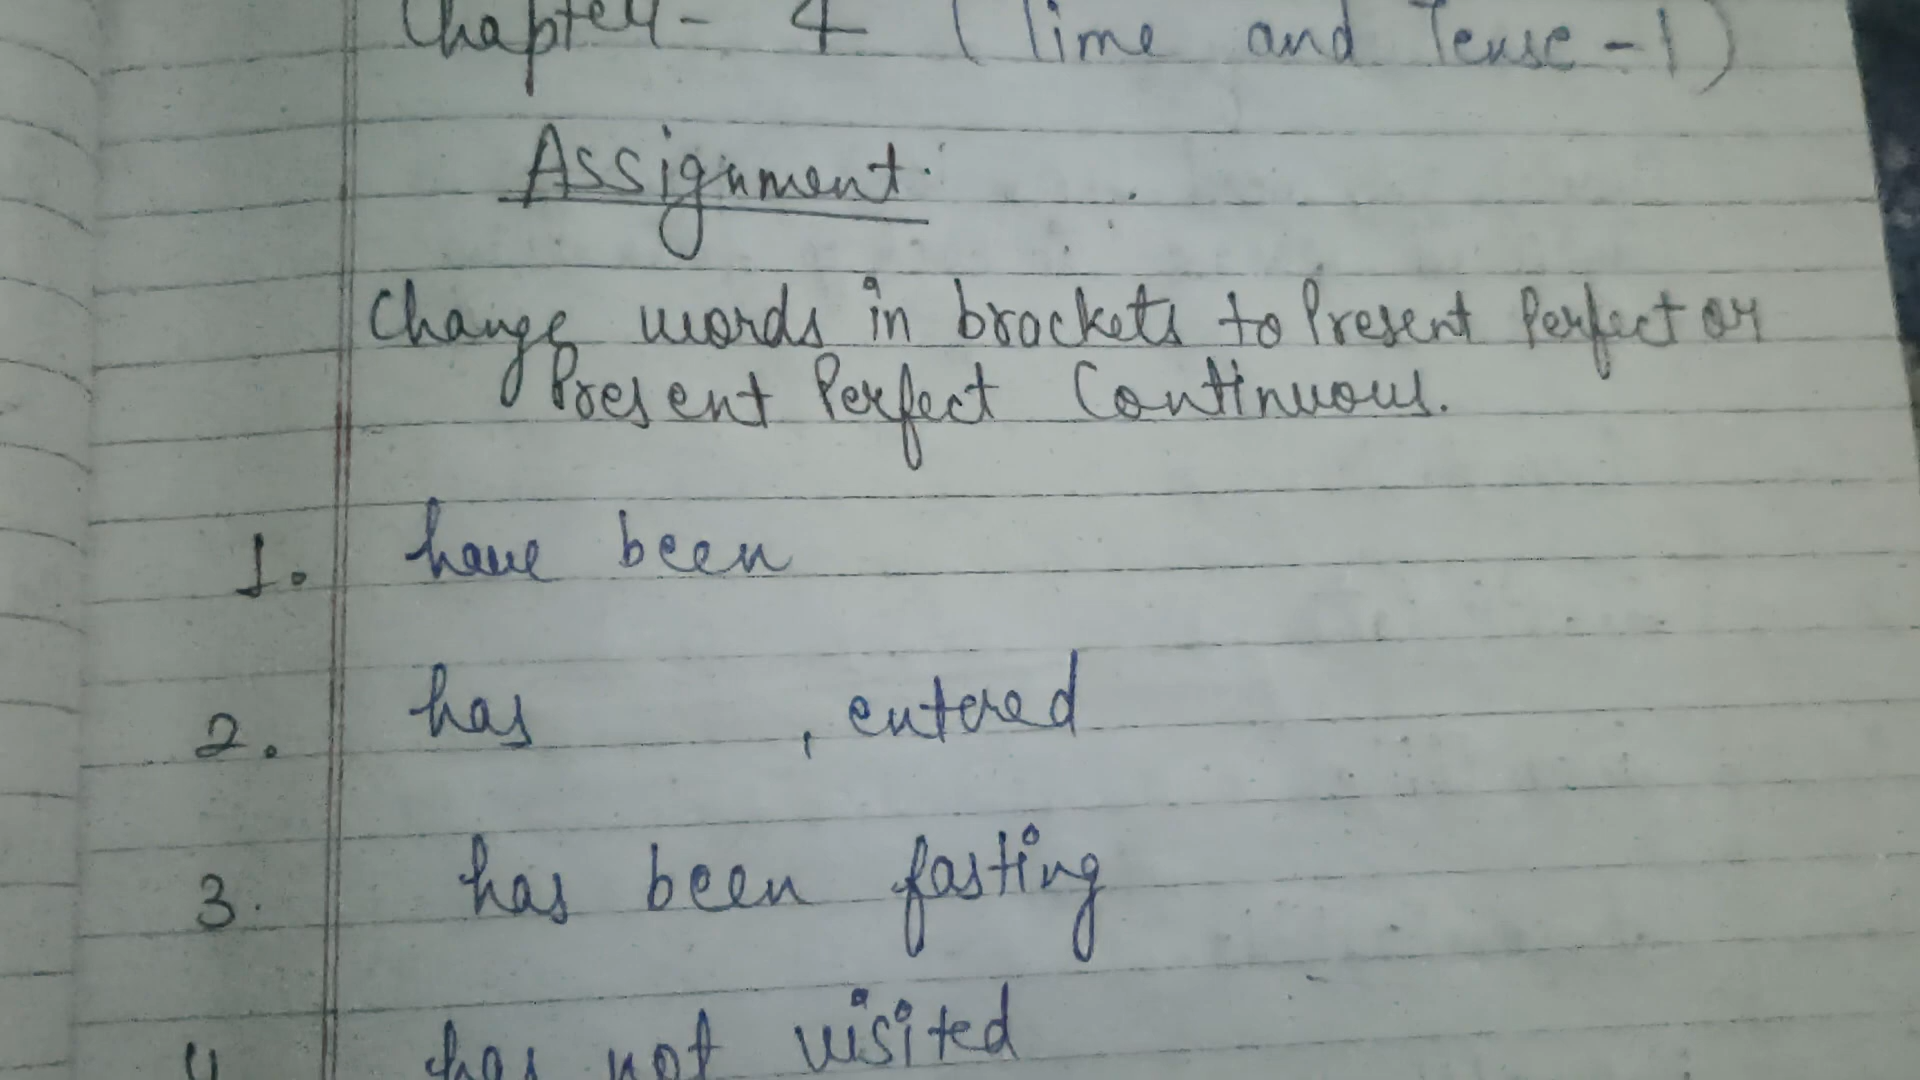 Chapter - 4 ( Time and Tense - 1 )
Assignment.
Change words in brackets to Present Perfect or
Present Perfect Continuous.
1. have been
2. has , entered
3. has been fasting
4 has not visited